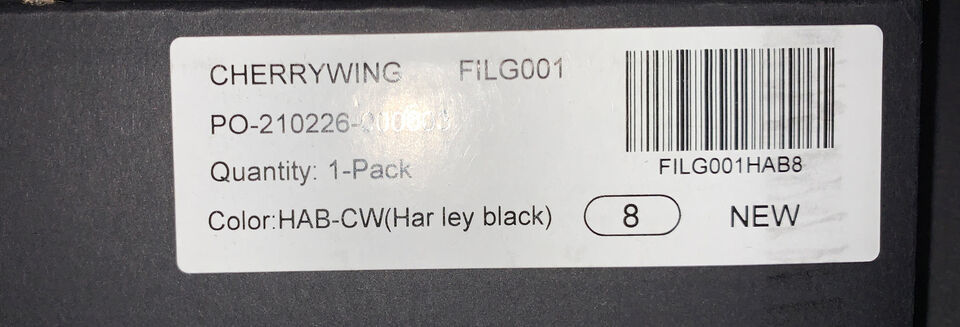 CHERRYWING FILG001
PO-210226-
Quantity: 1-Pack
FILG001HAB8
Color:HAB-CW(Har ley black) 8 NEW